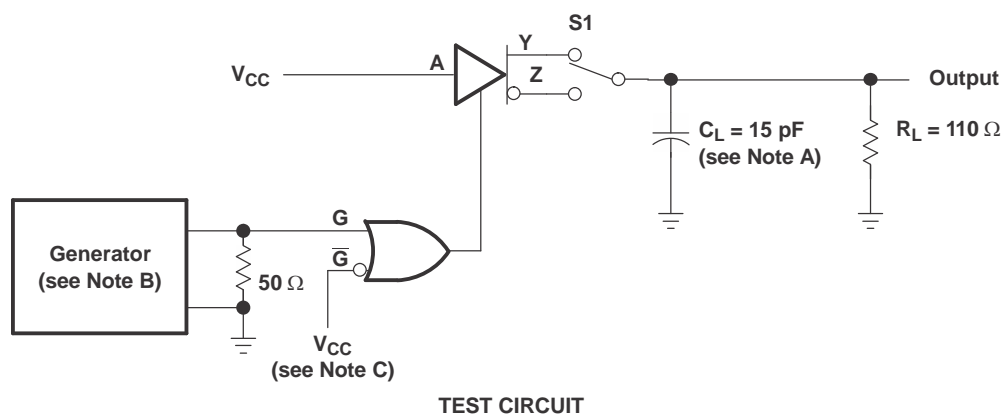 S1
Y
A
Z
VCC
Output
CL = 15 pF
(see Note A)
RL = 110 Ω
G
G̅
Generator
(see Note B)
50 Ω
VCC
(see Note C)
TEST CIRCUIT